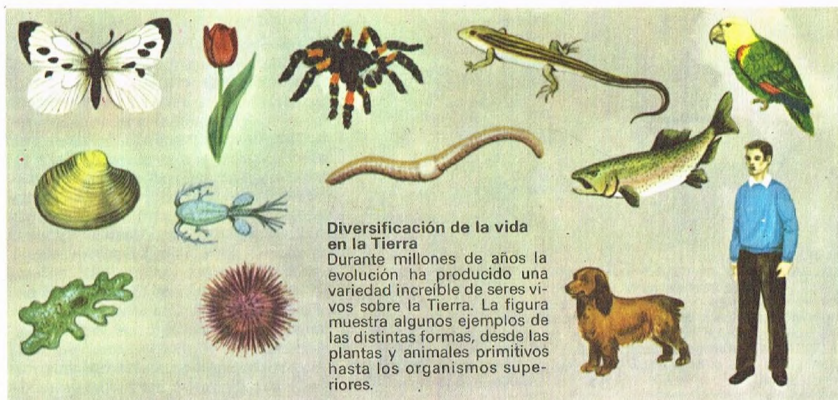 Diversificación de la vida
en la Tierra
Durante millones de años la
evolución ha producido una
variedad increíble de seres vi-
vos sobre la Tierra. La figura
muestra algunos ejemplos de
las distintas formas, desde las
plantas y animales primitivos
hasta los organismos supe-
riores.